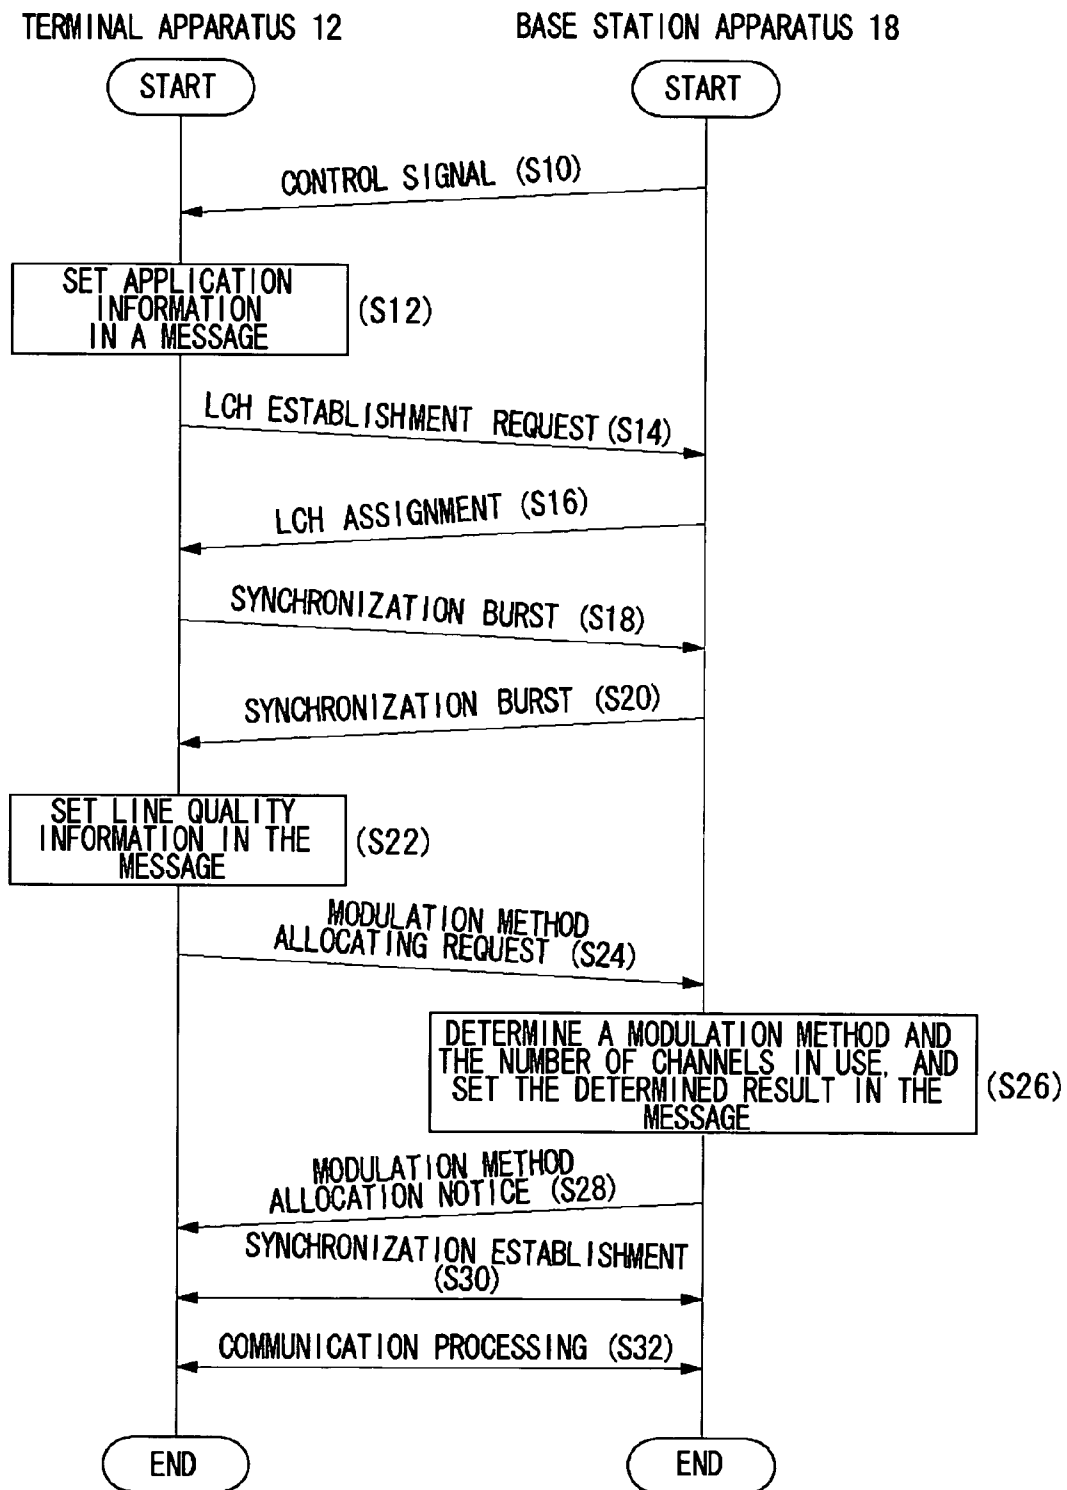 TERMINAL APPARATUS 12
BASE STATION APPARATUS 18
START
START
CONTROL SIGNAL (S10)
SET APPLICATION
INFORMATION
IN A MESSAGE
(S12)
LCH ESTABLISHMENT REQUEST (S14)
LCH ASSIGNMENT (S16)
SYNCHRONIZATION BURST (S18)
SYNCHRONIZATION BURST (S20)
SET LINE QUALITY
INFORMATION IN THE
MESSAGE
(S22)
MODULATION METHOD
ALLOCATING REQUEST (S24)
DETERMINE A MODULATION METHOD AND
THE NUMBER OF CHANNELS IN USE, AND
SET THE DETERMINED RESULT IN THE
MESSAGE
(S26)
MODULATION METHOD
ALLOCATION NOTICE (S28)
SYNCHRONIZATION ESTABLISHMENT
(S30)
COMMUNICATION PROCESSING (S32)
END
END